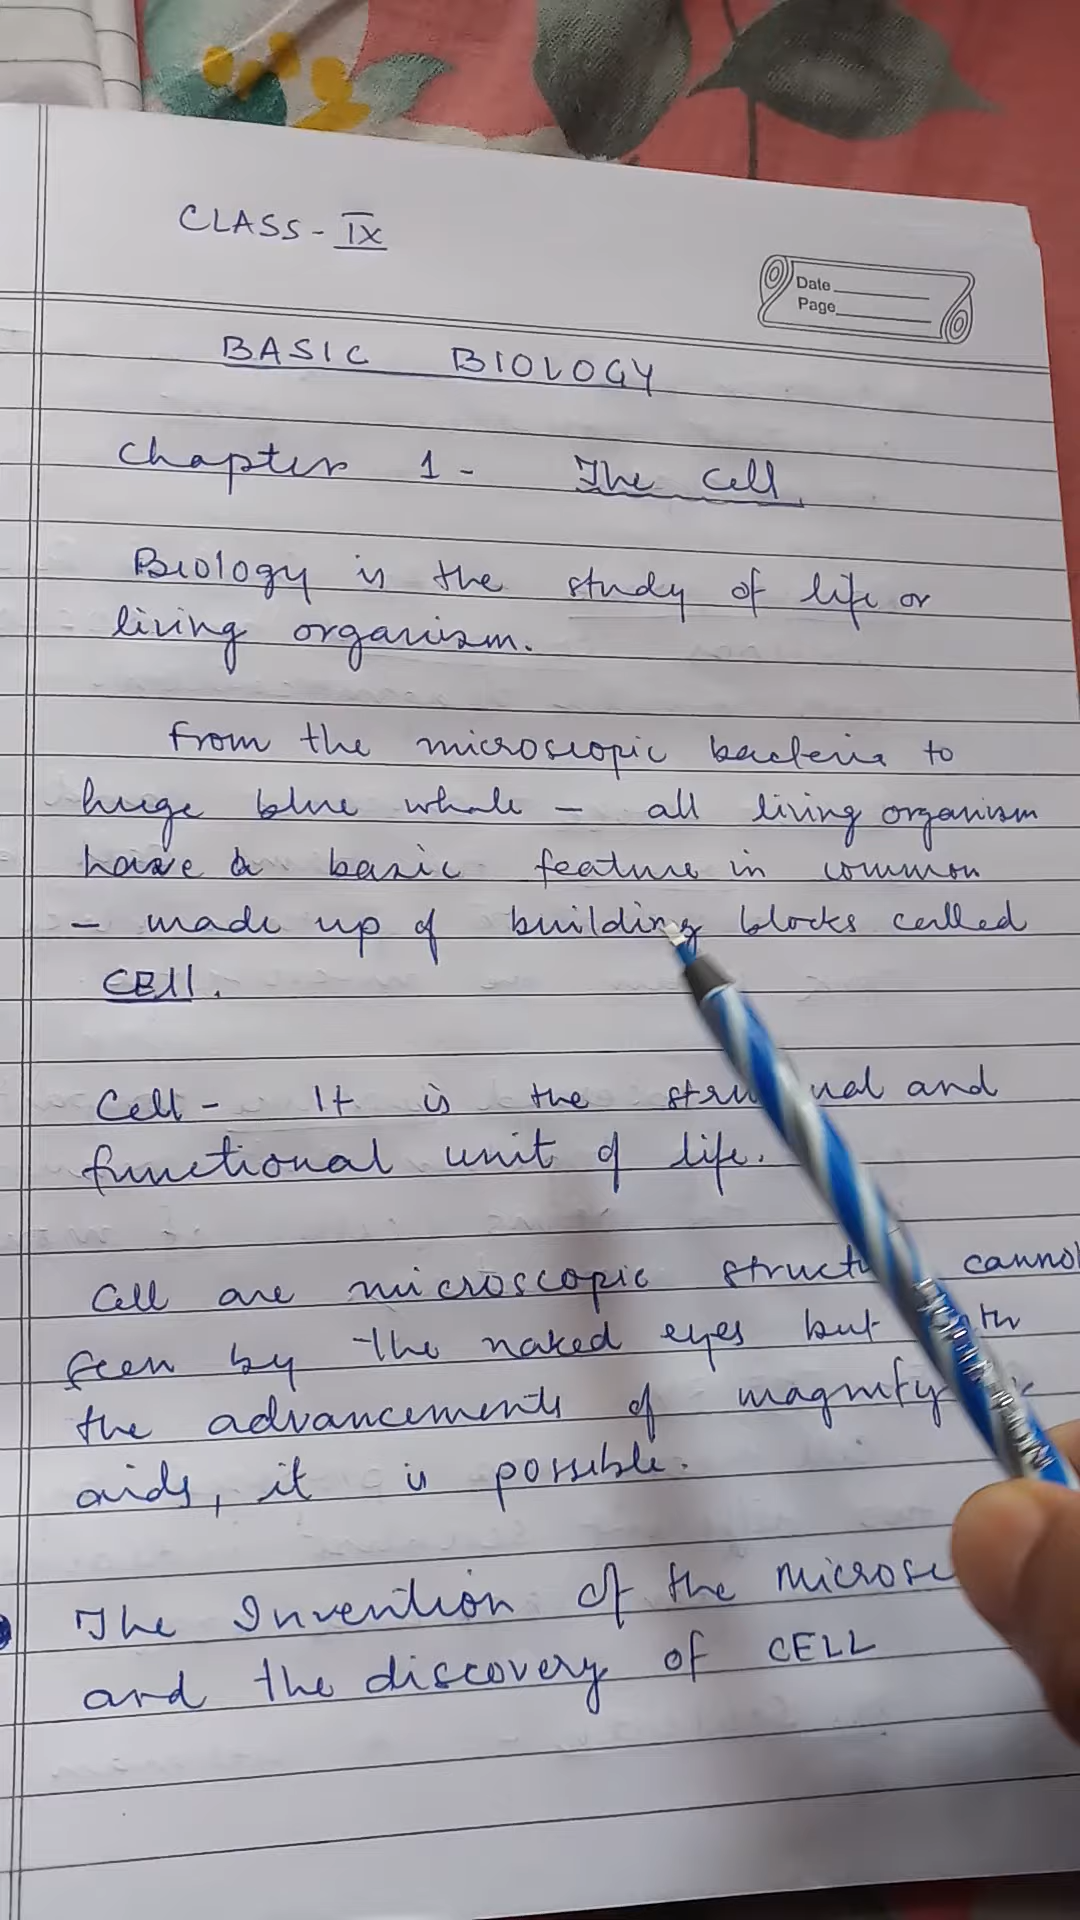 CLASS - IX
Date
Page
BASIC BIOLOGY
Chapter 1 - The Cell
Biology is the study of life or
living organism.
From the microscopic bacteria to
huge blue whale - all living organism
have a basic feature in common
- made up of building blocks called
CEll.
Cell - It is the and
functional unit of life.
Cell are microscopic
seen by the naked eyes but
the advancements of
aids, it is possible.
The Invention of the
and the discovery of CELL